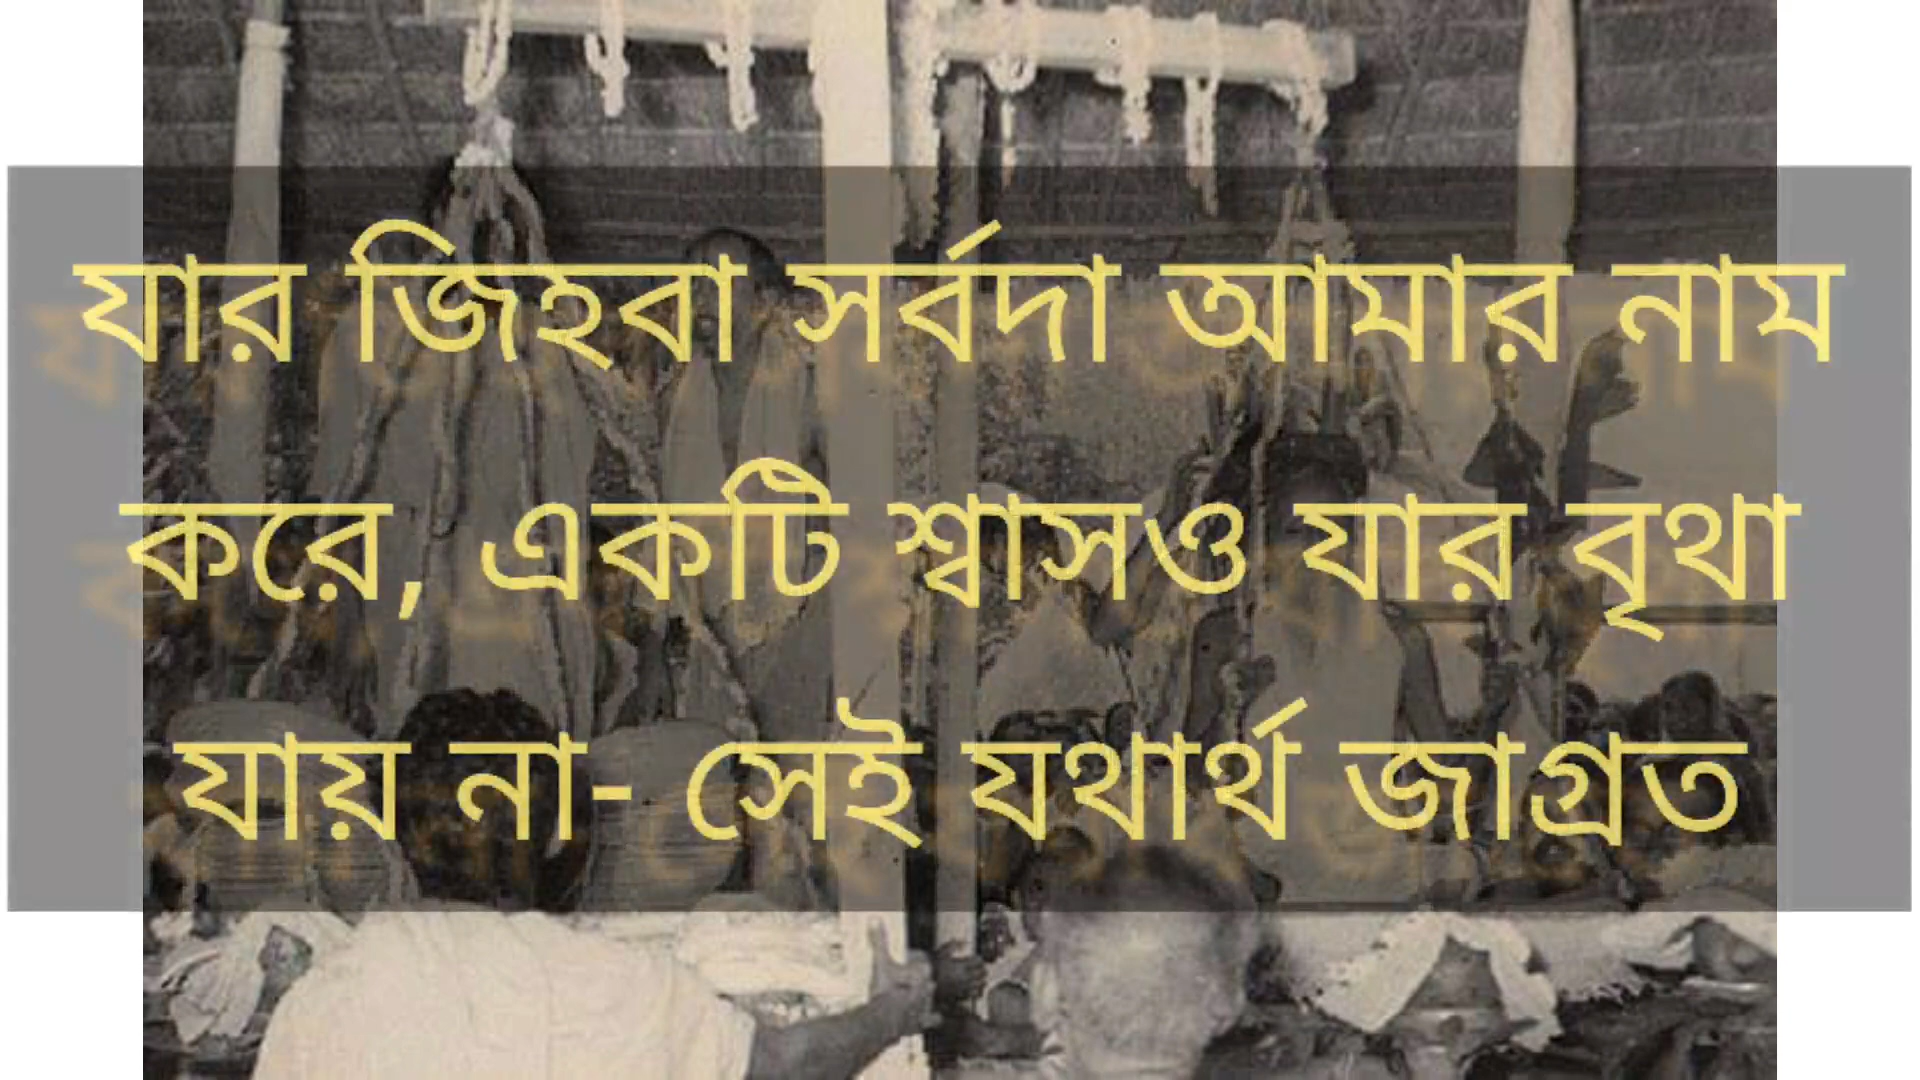 যার জিহবা সর্বদা আমার নাম
করে, একটি শ্বাসও যার বৃথা
যায় না- সেই যথার্থ জাগ্রত